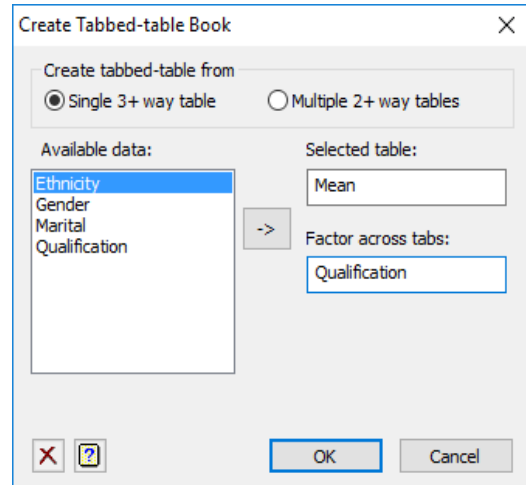 Create Tabbed-table Book
Create tabbed-table from
Single 3+ way table
Multiple 2+ way tables
Available data:
Ethnicity
Gender
Marital
Qualification
->
Selected table:
Mean
Factor across tabs:
Qualification
?
OK
Cancel